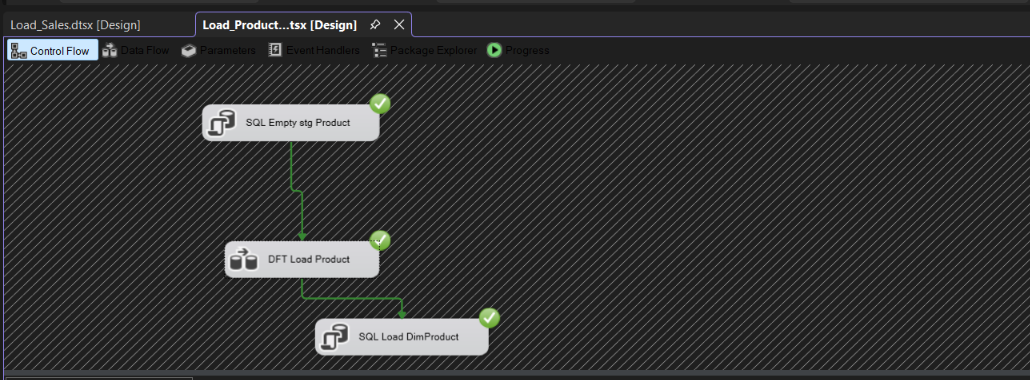 Load_Sales.dtsx [Design]
Load_Product...tsx [Design]
Control Flow
Data Flow
Parameters
Event Handlers
Package Explorer
Progress
SQL Empty stg Product
DFT Load Product
SQL Load DimProduct